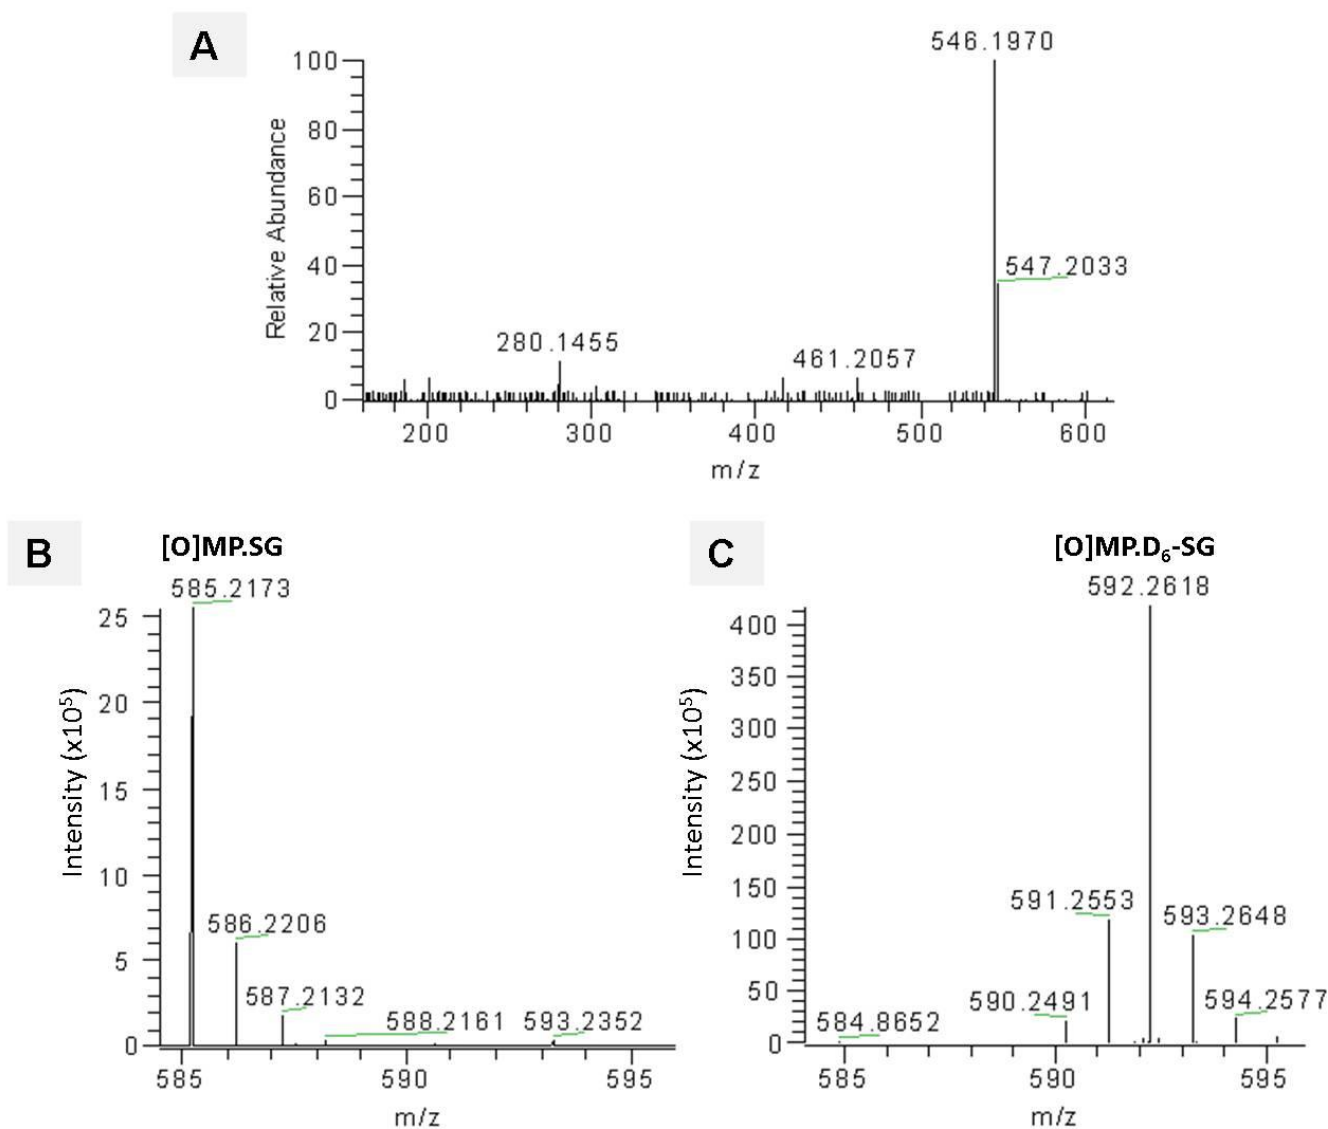 A
546.1970
100
80
60
40
20
0
547.2033
280.1455
461.2057
Relative Abundance
200 300 400 500 600
m/z
B
[O]MP.SG
585.2173
25
20
15
10
5
0
586.2206
587.2132
588.2161
593.2352
Intensity (x10⁵)
585 590 595
m/z
C
[O]MP.D₆-SG
592.2618
400
350
300
250
200
150
100
50
0
591.2553
593.2648
590.2491
594.2577
584.8652
Intensity (x10⁵)
585 590 595
m/z